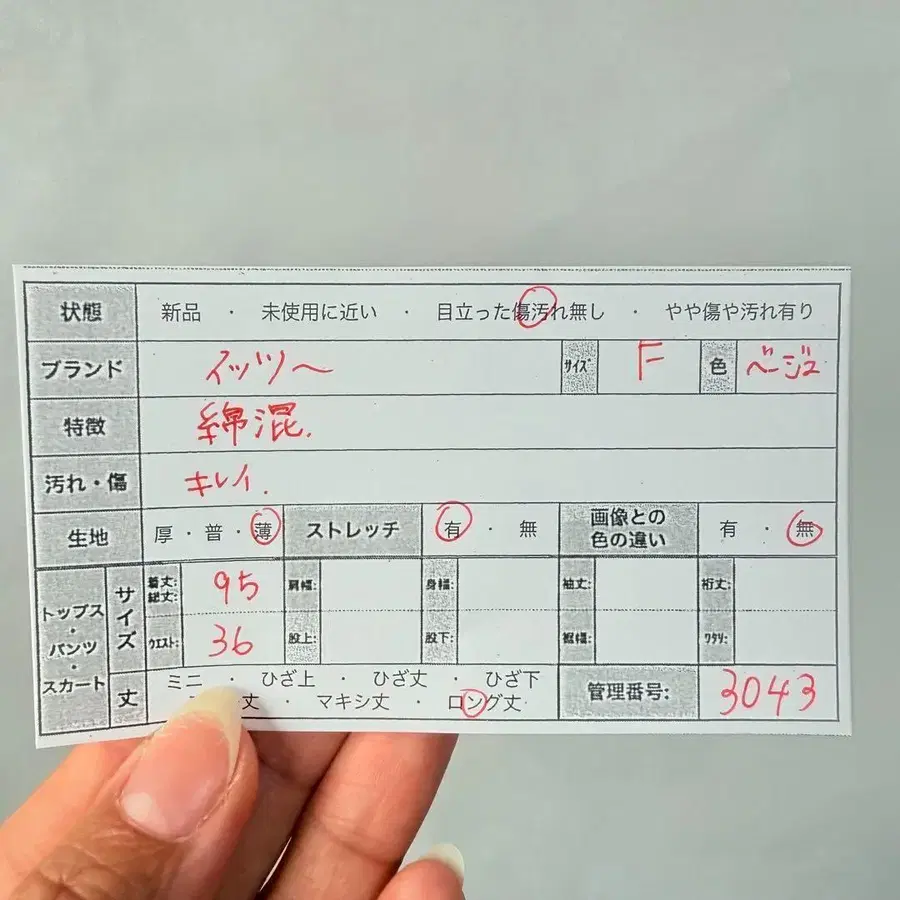 状態 新品 ・ 未使用に近い ・ 目立った傷汚れ無し ・ やや傷や汚れ有り
ブランド イッツ〜 サイズ F 色 ベージュ
特徴 綿混.
汚れ・傷 キレイ.
生地 厚・普・薄 ストレッチ 有・無 画像との色の違い 有・無
トップス・パンツ・スカート サイズ 着丈:総丈: 95 肩幅: 身幅: 袖丈: 裄丈:
ウエスト: 36 股上: 股下: 裾幅: ワタリ:
丈 ミニ ・ ひざ上 ・ ひざ丈 ・ ひざ下
丈 ・ マキシ丈 ・ ロング丈
管理番号: 3043